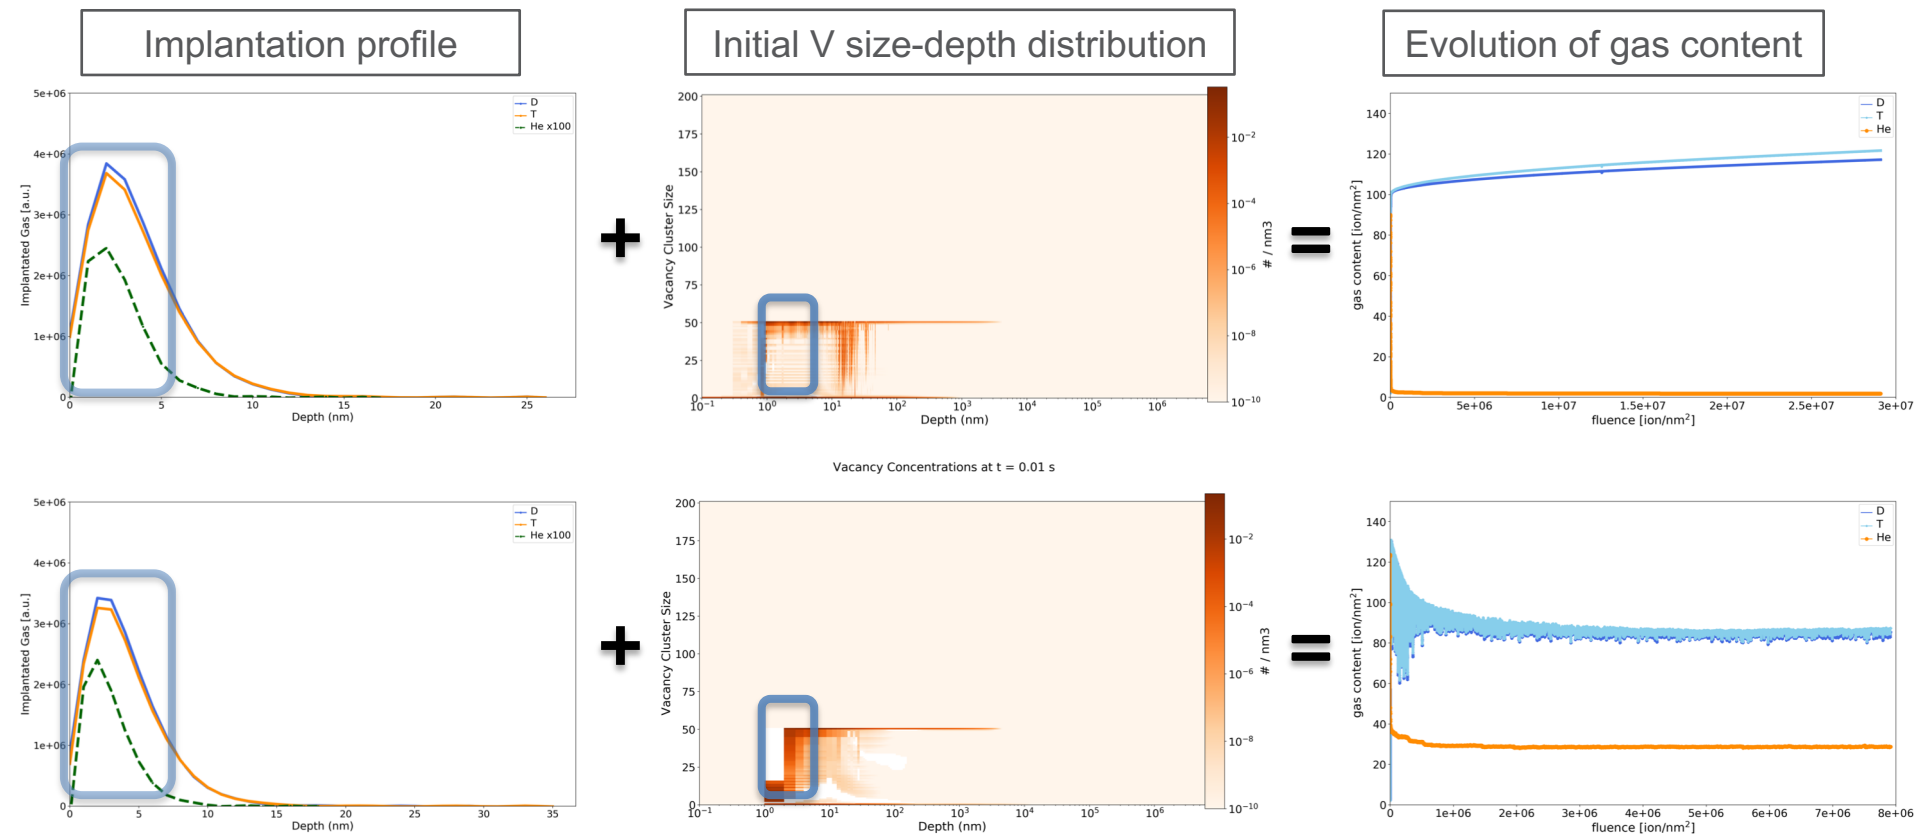 Implantation profile
Initial V size-depth distribution
Evolution of gas content
5e+06
4e+06
3e+06
2e+06
1e+06
0
0
5
10
15
20
25
Depth (nm)
Implantated Gas [a.u.]
D
T
He x100
+
200
175
150
125
100
75
50
25
0
10⁻¹
10⁰
10¹
10²
10³
10⁴
10⁵
10⁶
Depth (nm)
Vacancy Cluster Size
10⁻²
10⁻⁴
10⁻⁶
10⁻⁸
10⁻¹⁰
# / nm3
=
140
120
100
80
60
40
20
0
0
5e+06
1e+07
1.5e+07
2e+07
2.5e+07
3e+07
fluence [ion/nm²]
gas content [ion/nm²]
D
T
He
5e+06
4e+06
3e+06
2e+06
1e+06
0
0
5
10
15
20
25
30
35
Depth (nm)
Implantated Gas [a.u.]
D
T
He x100
+
Vacancy Concentrations at t = 0.01 s
200
175
150
125
100
75
50
25
0
10⁻¹
10⁰
10¹
10²
10³
10⁴
10⁵
10⁶
Depth (nm)
Vacancy Cluster Size
10⁻²
10⁻⁴
10⁻⁶
10⁻⁸
10⁻¹⁰
# / nm3
=
140
120
100
80
60
40
20
0
0
1e+06
2e+06
3e+06
4e+06
5e+06
6e+06
7e+06
8e+06
fluence [ion/nm²]
gas content [ion/nm²]
D
T
He